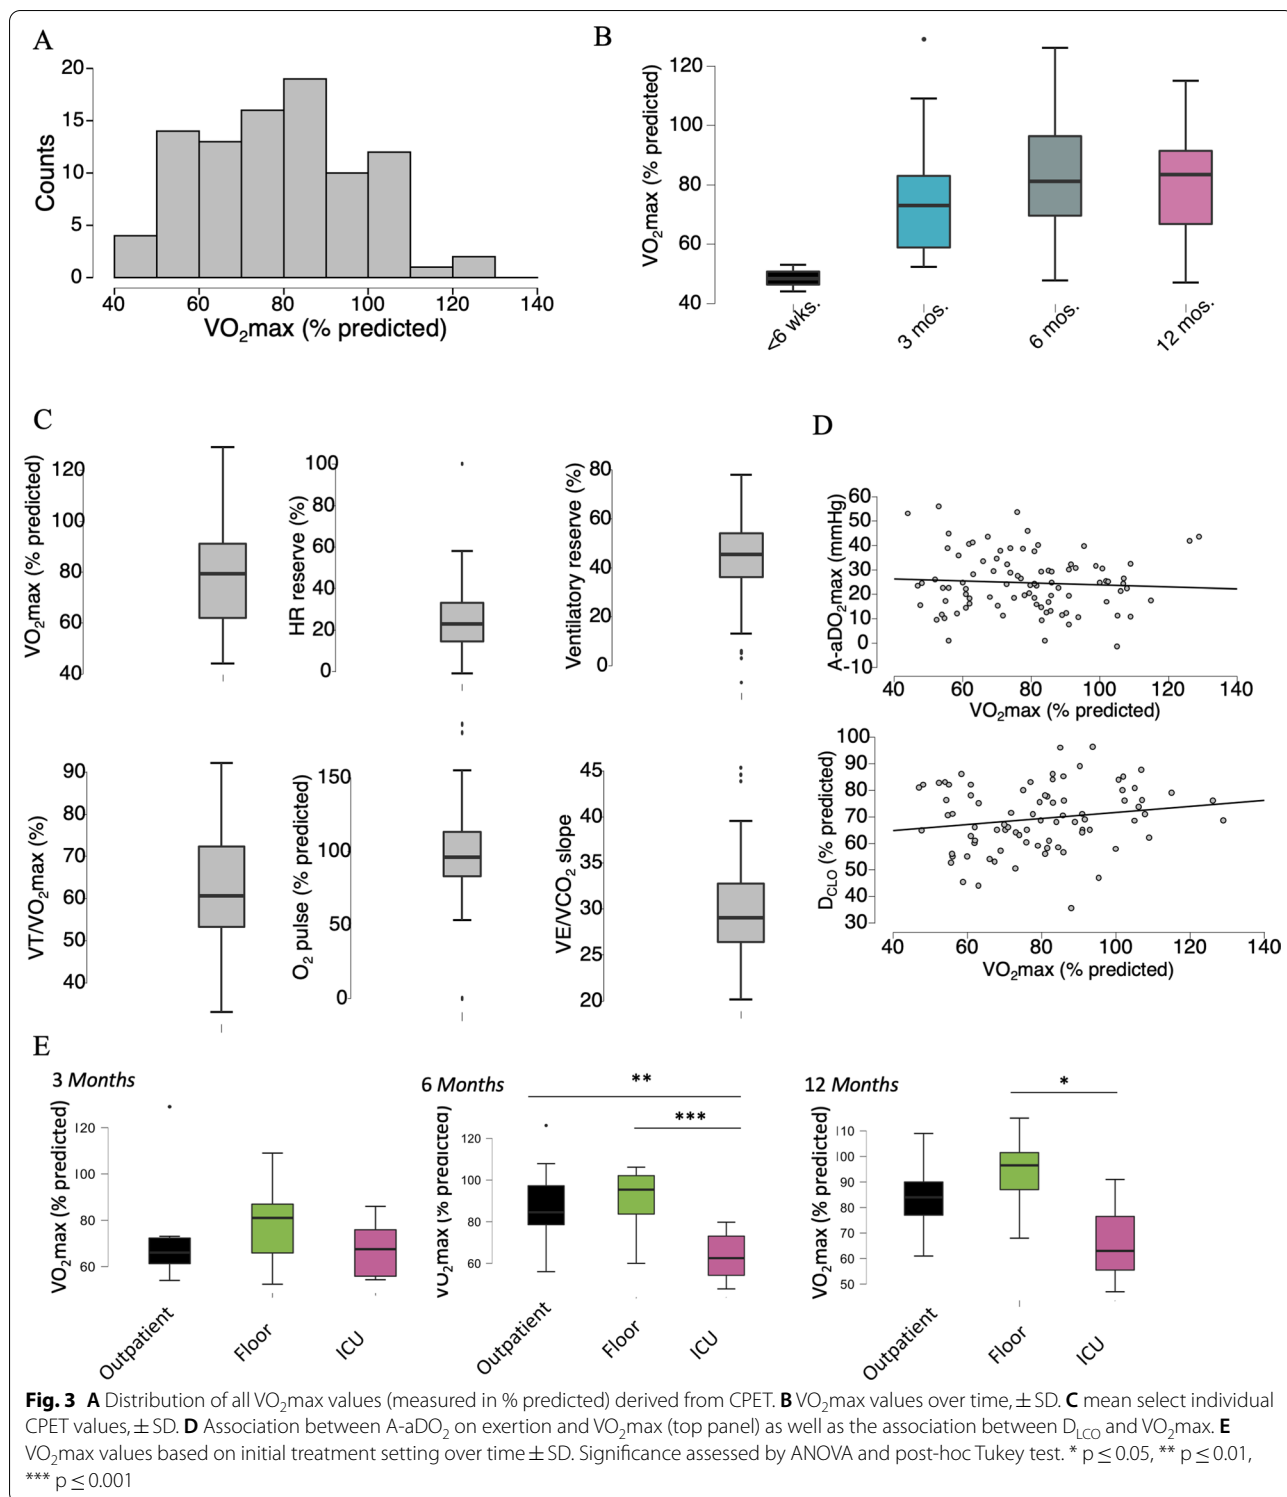 A
20
15
10
5
0
Counts
40 60 80 100 120 140
VO2max (% predicted)
B
120
100
80
60
40
VO2max (% predicted)
<6 wks.
3 mos.
6 mos.
12 mos.
C
VO2max (% predicted)
120
100
80
60
40
HR reserve (%)
100
80
60
40
20
0
Ventilatory reserve (%)
80
60
40
20
0
VT/VO2max (%)
90
80
70
60
50
40
O2 pulse (% predicted)
150
100
50
0
VE/VCO2 slope
45
40
35
30
25
20
D
A-aDO2max (mmHg)
60
50
40
30
20
10
0
-10
40 60 80 100 120 140
VO2max (% predicted)
DCLO (% predicted)
100
90
80
70
60
50
40
30
40 60 80 100 120 140
VO2max (% predicted)
E
3 Months
VO2max (% predicted)
120
100
80
60
Outpatient
Floor
ICU
6 Months
**
***
VO2max (% predicted)
120
100
80
60
Outpatient
Floor
ICU
12 Months
*
VO2max (% predicted)
110
100
90
80
70
60
50
Outpatient
Floor
ICU
Fig. 3 A Distribution of all VO2max values (measured in % predicted) derived from CPET. B VO2max values over time, ± SD. C mean select individual
CPET values, ± SD. D Association between A-aDO2 on exertion and VO2max (top panel) as well as the association between DLCO and VO2max. E
VO2max values based on initial treatment setting over time ± SD. Significance assessed by ANOVA and post-hoc Tukey test. * p ≤ 0.05, ** p ≤ 0.01,
*** p ≤ 0.001